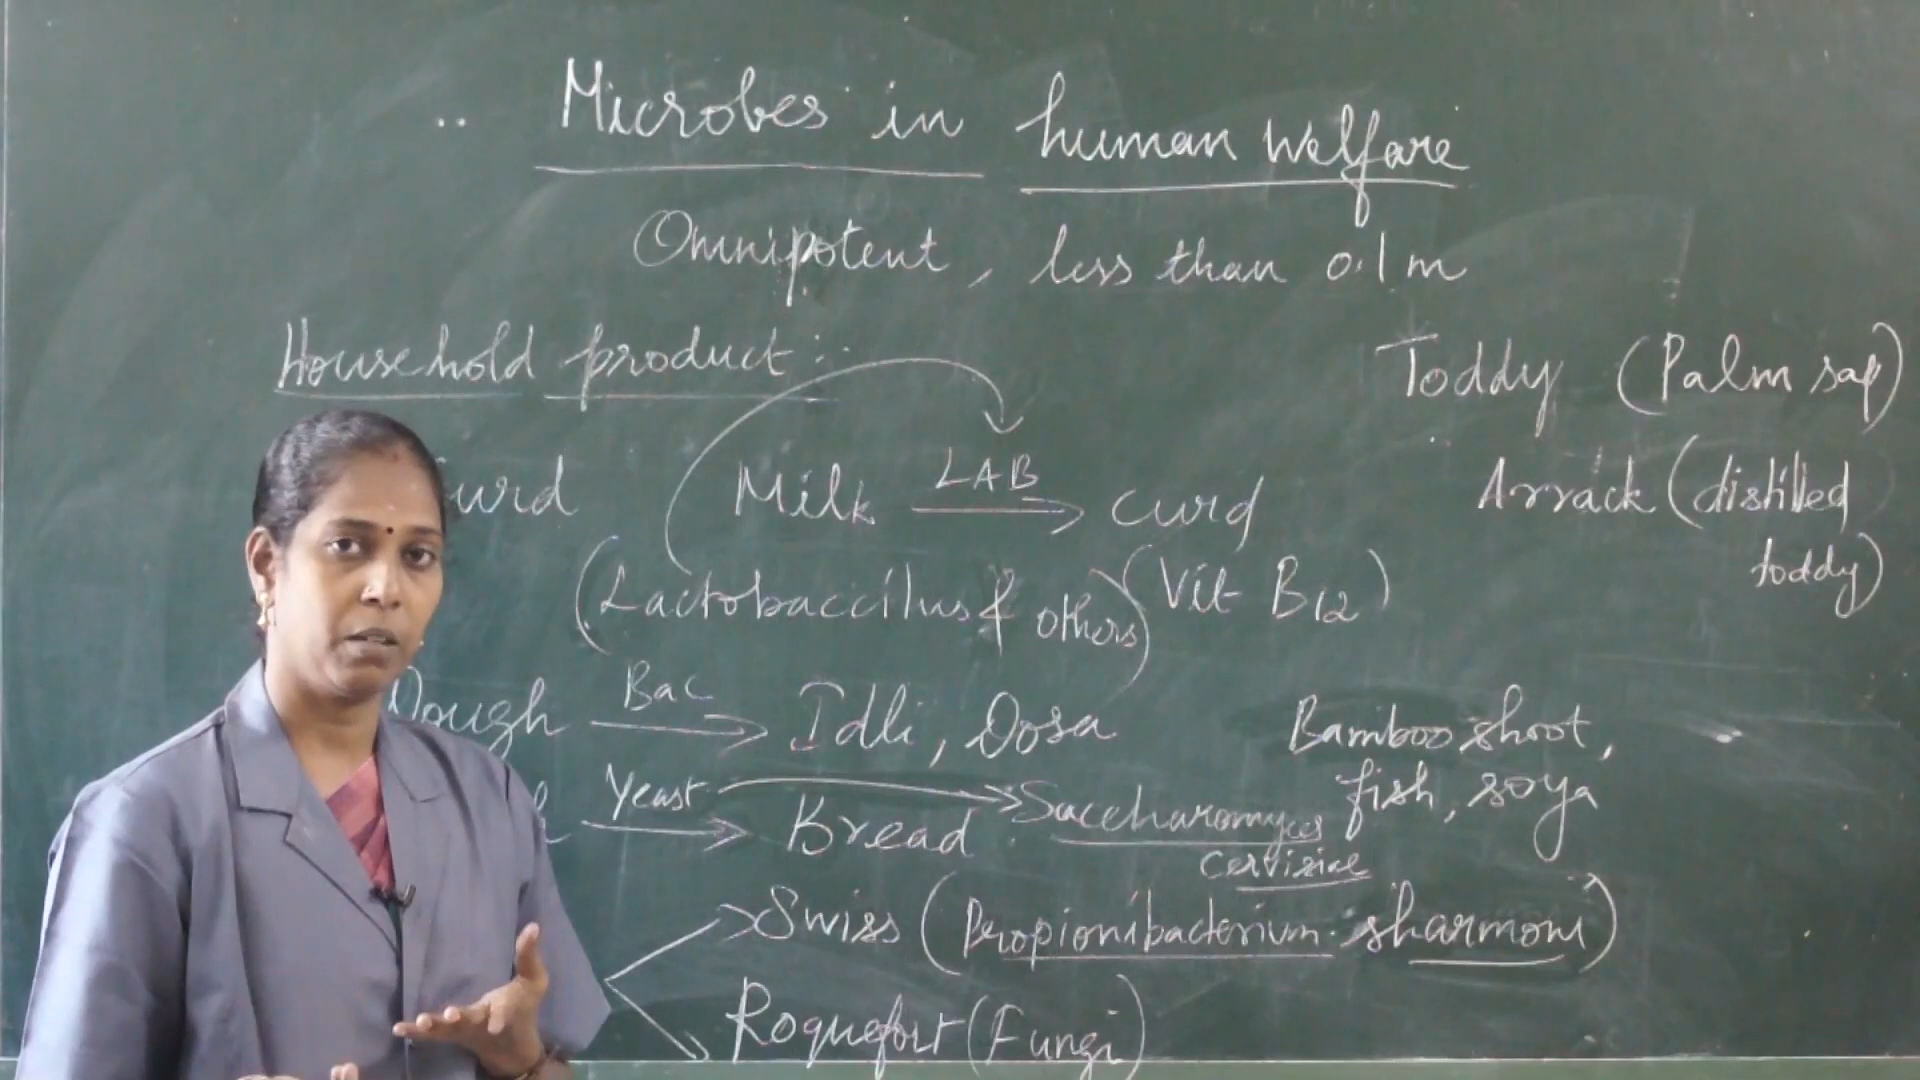 Microbes in human Welfare
Omnipotent, less than 0.1 m
Household product :
Toddy (Palm sap)
Arrack (distilled
toddy)
urd Milk LAB curd
(Lactobaccilus & others) (Vit B12)
Dough Bac Idli, Dosa
Bamboo shoot,
fish, soya
Yeast Bread Saccharomyces
cervisiae
Swiss (Propionibacterium sharmoni)
Roquefort (Fungi)